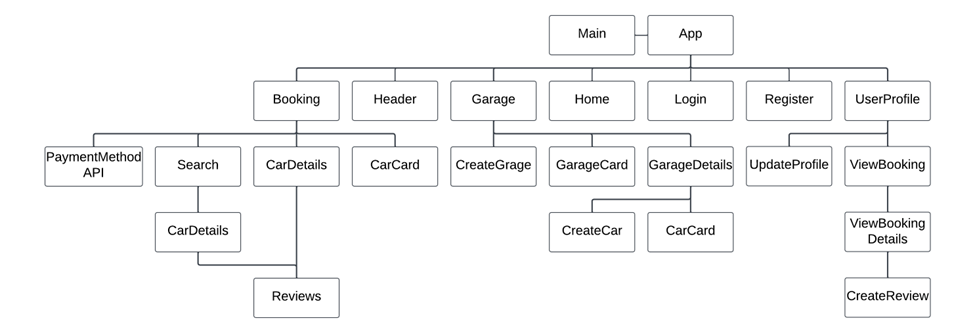 Main
App
Booking
Header
Garage
Home
Login
Register
UserProfile
PaymentMethod
API
Search
CarDetails
CarCard
CreateGrage
GarageCard
GarageDetails
UpdateProfile
ViewBooking
CarDetails
CreateCar
CarCard
ViewBooking
Details
Reviews
CreateReview